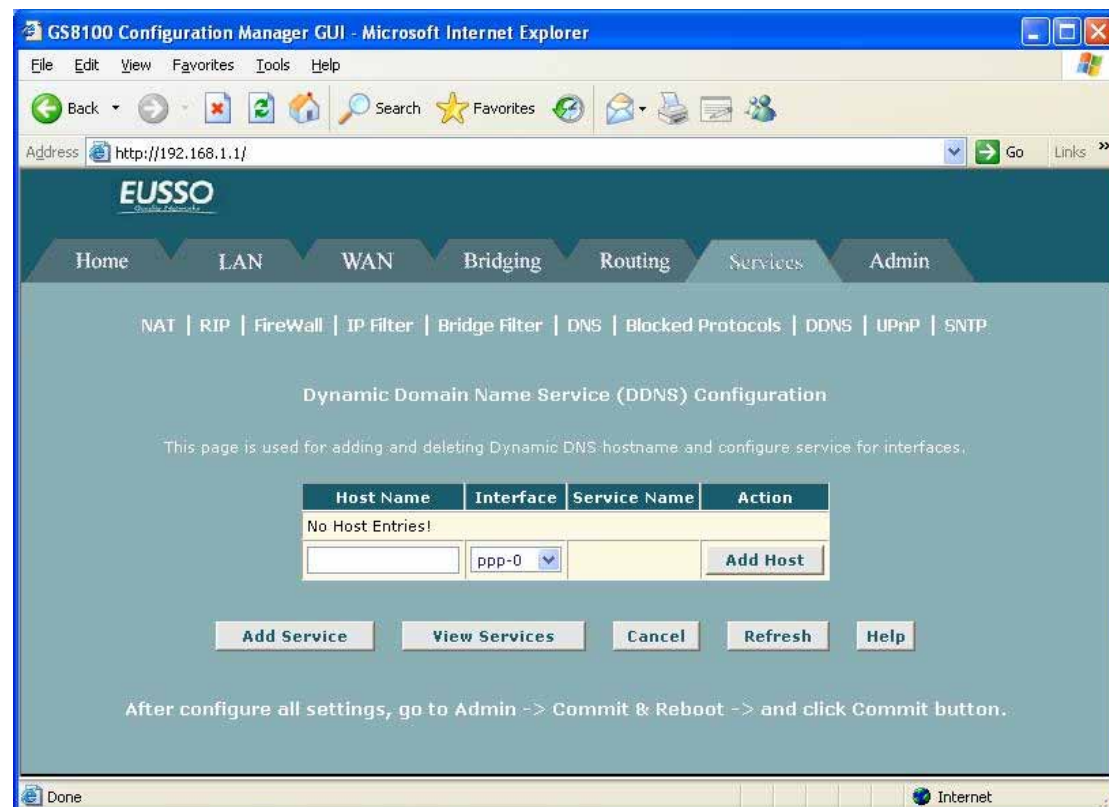 GS8100 Configuration Manager GUI - Microsoft Internet Explorer
File Edit View Favorites Tools Help
Back Search Favorites
Address http://192.168.1.1/ Go Links »
EUSSO
Quality Networks
Home LAN WAN Bridging Routing Services Admin
NAT | RIP | FireWall | IP Filter | Bridge Filter | DNS | Blocked Protocols | DDNS | UPnP | SNTP
Dynamic Domain Name Service (DDNS) Configuration
This page is used for adding and deleting Dynamic DNS hostname and configure service for interfaces.
Host Name Interface Service Name Action
No Host Entries!
ppp-0 Add Host
Add Service View Services Cancel Refresh Help
After configure all settings, go to Admin -> Commit & Reboot -> and click Commit button.
Done Internet